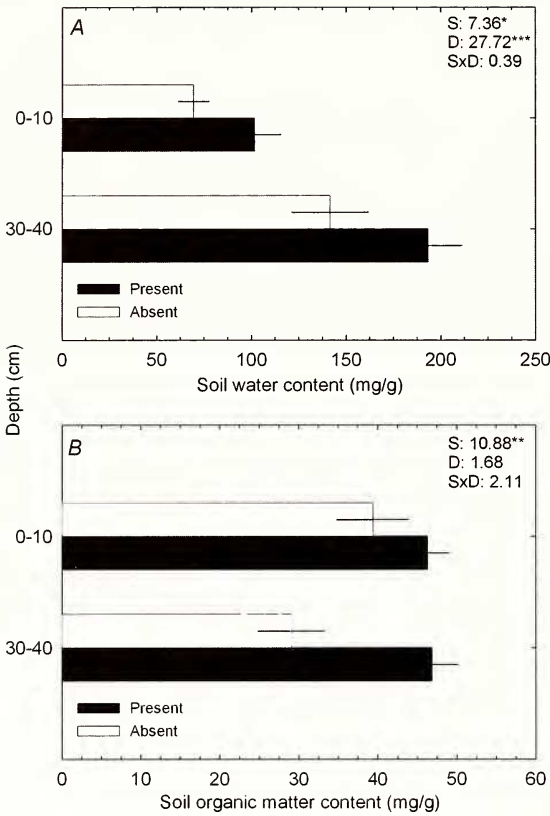 A
S: 7.36*
D: 27.72***
SxD: 0.39
0-10
30-40
Present
Absent
0 50 100 150 200 250
Soil water content (mg/g)
Depth (cm)
B
S: 10.88**
D: 1.68
SxD: 2.11
0-10
30-40
Present
Absent
0 10 20 30 40 50 60
Soil organic matter content (mg/g)